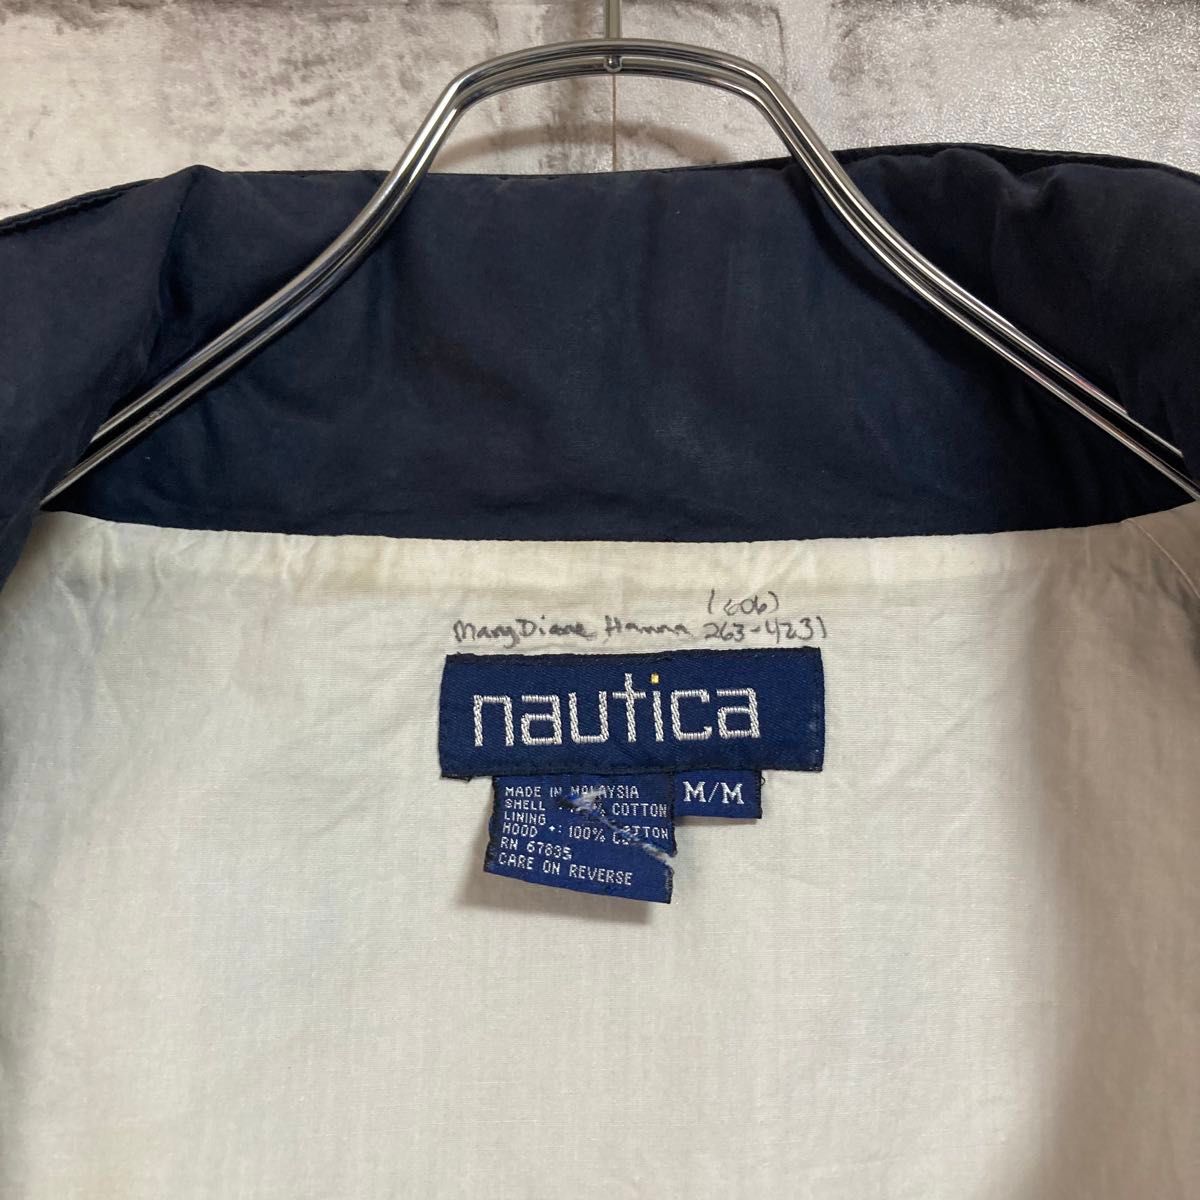 (606)
Mary Diane Hanna 263-4231
nautica
M/M
MADE IN MALAYSIA
SHELL % COTTON
LINING
HOOD : 100% COTTON
RN 67835
CARE ON REVERSE